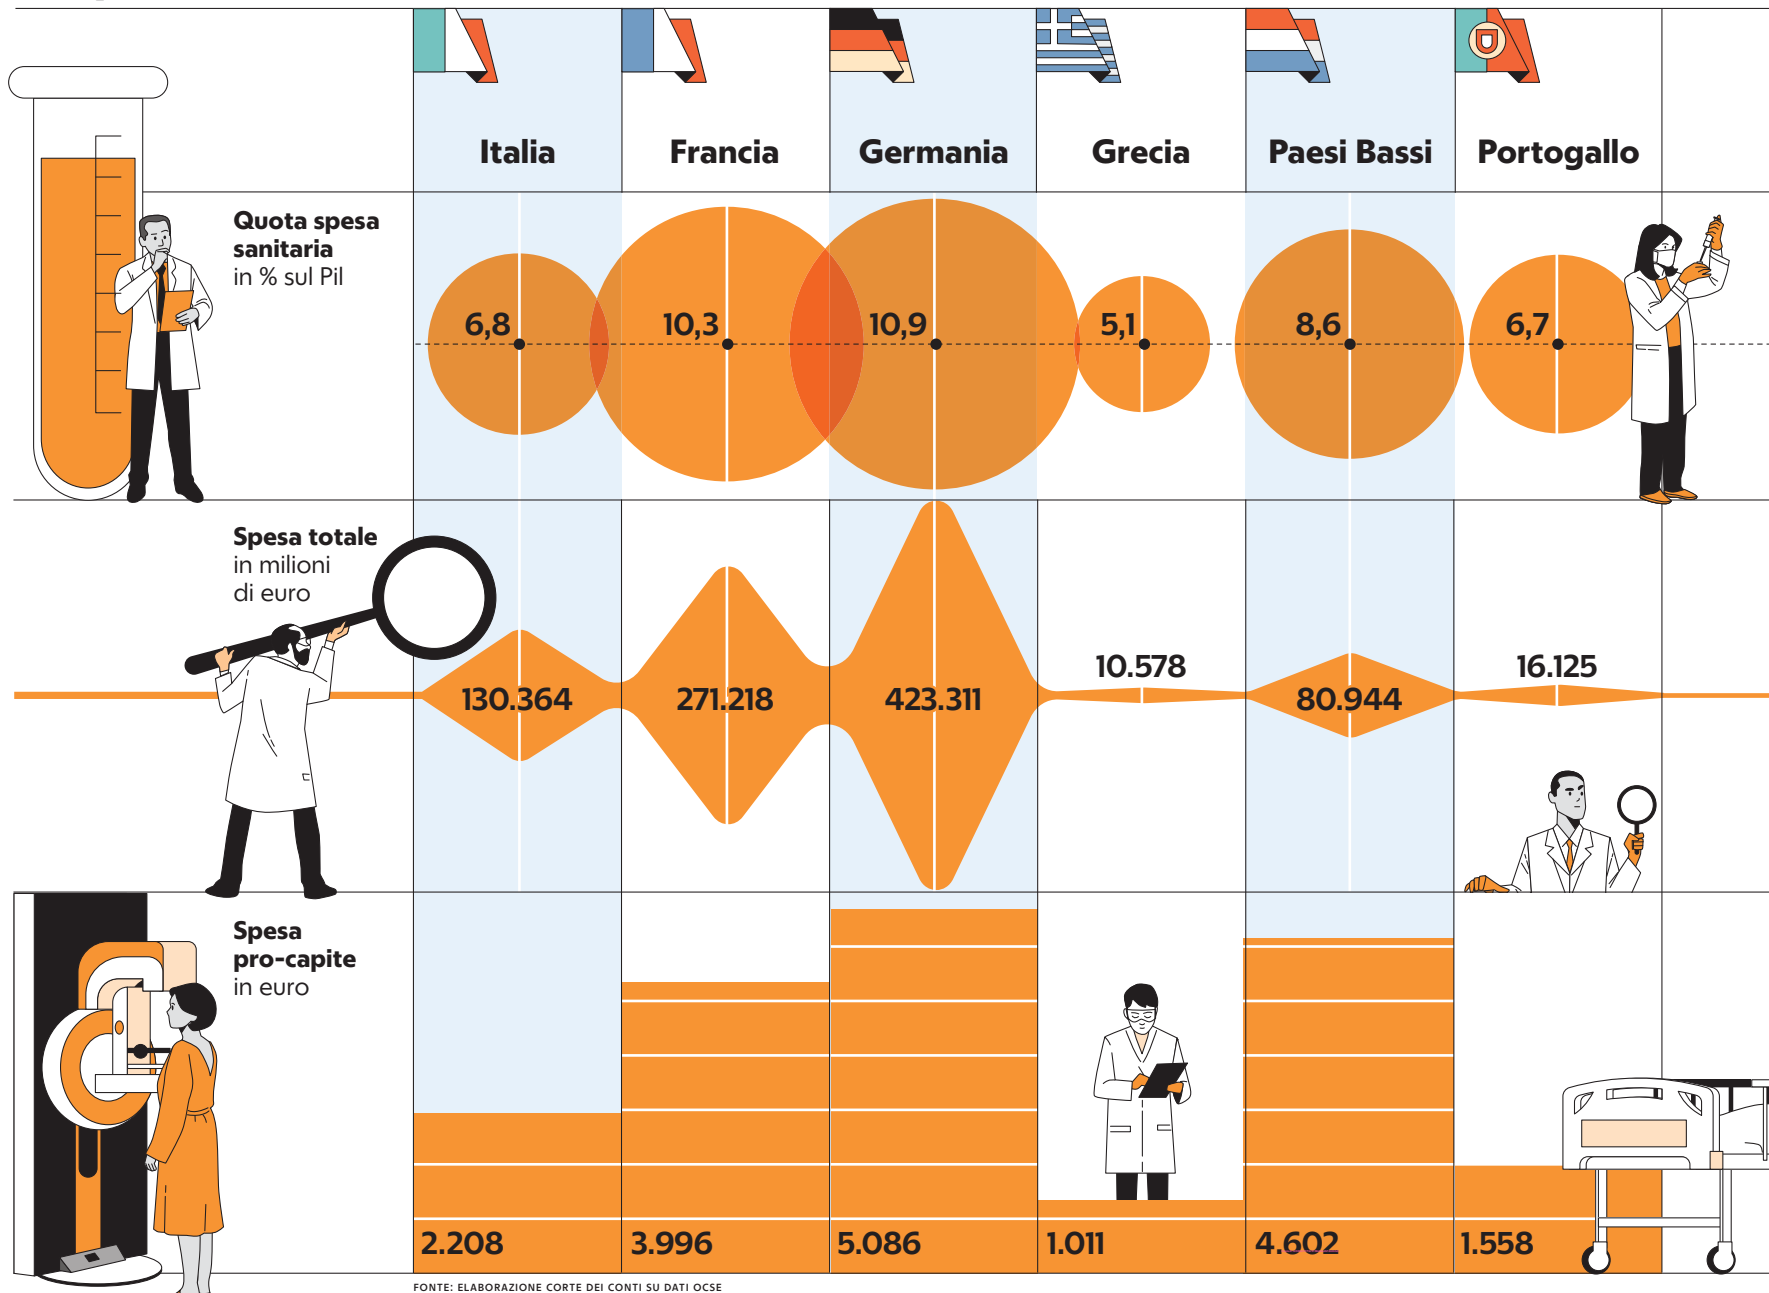 Italia
Francia
Germania
Grecia
Paesi Bassi
Portogallo
Quota spesa
sanitaria
in % sul Pil
6,8
10,3
10,9
5,1
8,6
6,7
Spesa totale
in milioni
di euro
130.364
271.218
423.311
10.578
80.944
16.125
Spesa
pro-capite
in euro
2.208
3.996
5.086
1.011
4.602
1.558
FONTE: ELABORAZIONE CORTE DEI CONTI SU DATI OCSE